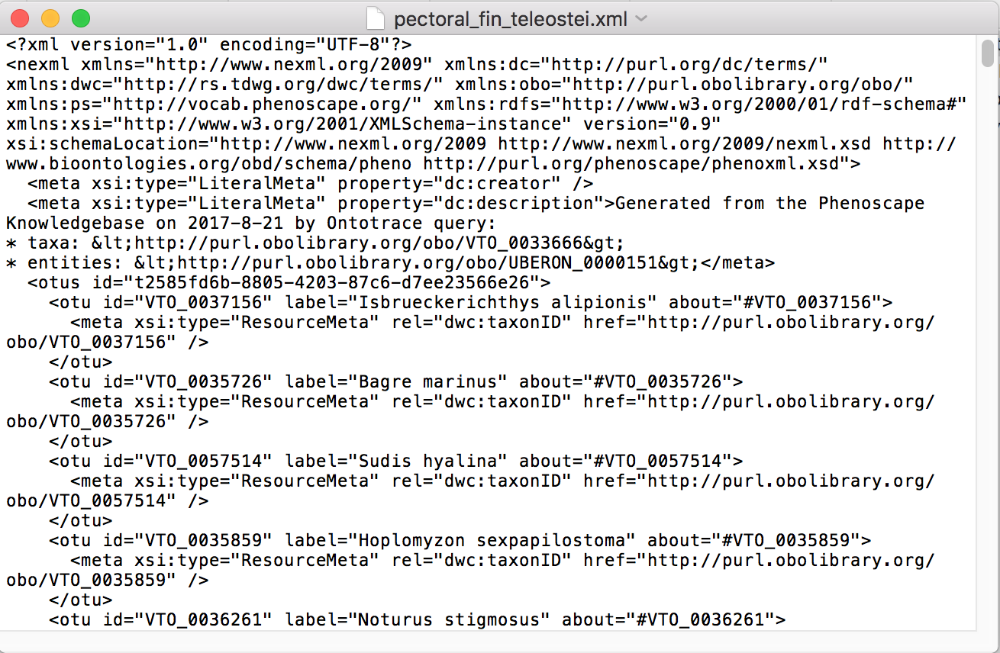 pectoral_fin_teleostei.xml
<?xml version="1.0" encoding="UTF-8"?>
<nexml xmlns="http://www.nexml.org/2009" xmlns:dc="http://purl.org/dc/terms/"
xmlns:dwc="http://rs.tdwg.org/dwc/terms/" xmlns:obo="http://purl.obolibrary.org/obo/"
xmlns:ps="http://vocab.phenoscape.org/" xmlns:rdfs="http://www.w3.org/2000/01/rdf-schema#"
xmlns:xsi="http://www.w3.org/2001/XMLSchema-instance" version="0.9"
xsi:schemaLocation="http://www.nexml.org/2009 http://www.nexml.org/2009/nexml.xsd http://
www.bioontologies.org/obd/schema/pheno http://purl.org/phenoscape/phenoxml.xsd">
  <meta xsi:type="LiteralMeta" property="dc:creator" />
  <meta xsi:type="LiteralMeta" property="dc:description">Generated from the Phenoscape
Knowledgebase on 2017-8-21 by Ontotrace query:
* taxa: &lt;http://purl.obolibrary.org/obo/VTO_0033666&gt;
* entities: &lt;http://purl.obolibrary.org/obo/UBERON_0000151&gt;</meta>
  <otus id="t2585fd6b-8805-4203-87c6-d7ee23566e26">
    <otu id="VTO_0037156" label="Isbrueckerichthys alipionis" about="#VTO_0037156">
      <meta xsi:type="ResourceMeta" rel="dwc:taxonID" href="http://purl.obolibrary.org/
obo/VTO_0037156" />
    </otu>
    <otu id="VTO_0035726" label="Bagre marinus" about="#VTO_0035726">
      <meta xsi:type="ResourceMeta" rel="dwc:taxonID" href="http://purl.obolibrary.org/
obo/VTO_0035726" />
    </otu>
    <otu id="VTO_0057514" label="Sudis hyalina" about="#VTO_0057514">
      <meta xsi:type="ResourceMeta" rel="dwc:taxonID" href="http://purl.obolibrary.org/
obo/VTO_0057514" />
    </otu>
    <otu id="VTO_0035859" label="Hoplomyzon sexpapilostoma" about="#VTO_0035859">
      <meta xsi:type="ResourceMeta" rel="dwc:taxonID" href="http://purl.obolibrary.org/
obo/VTO_0035859" />
    </otu>
    <otu id="VTO_0036261" label="Noturus stigmosus" about="#VTO_0036261">